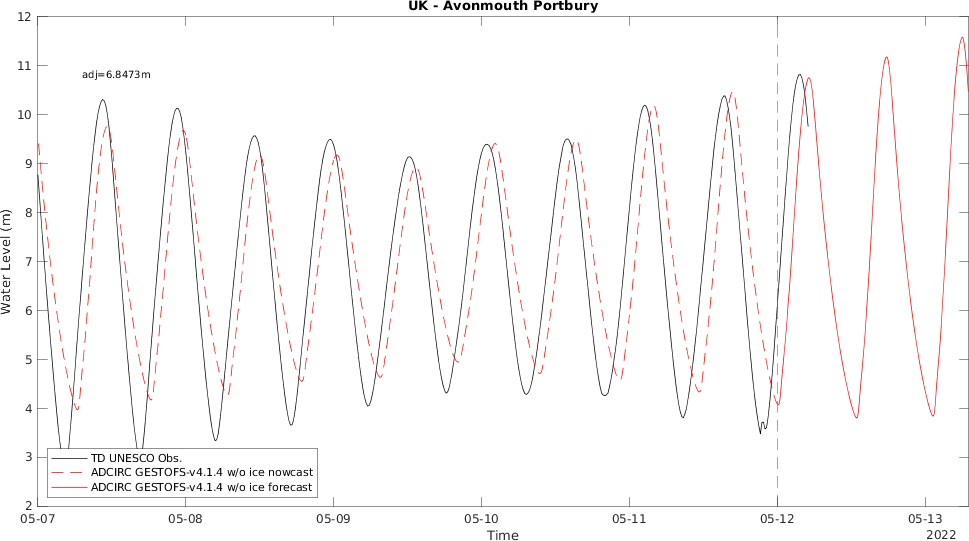 UK - Avonmouth Portbury
12
11
10
9
8
7
6
5
4
3
2
Water Level (m)
adj=6.8473m
TD UNESCO Obs.
ADCIRC GESTOFS-v4.1.4 w/o ice nowcast
ADCIRC GESTOFS-v4.1.4 w/o ice forecast
05-07 05-08 05-09 05-10 05-11 05-12 05-13
Time
2022